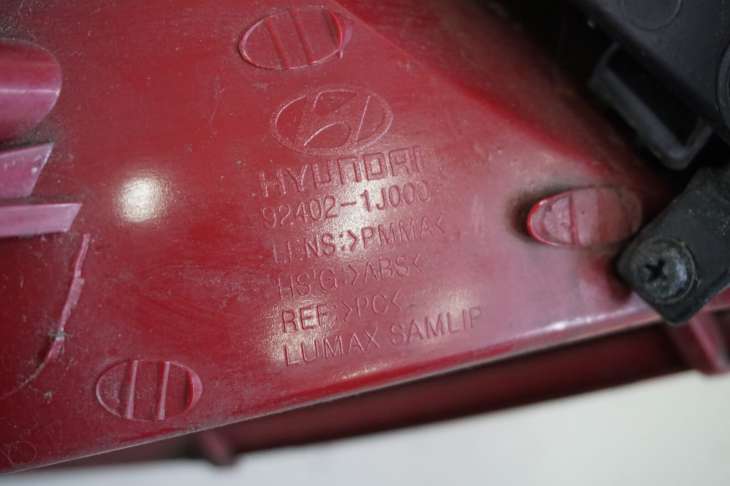 HYUNDAI
92402-1J000
LENS:>PMMA<
HS'G:>ABS<
REF:>PC<
LUMAX SAMLIP